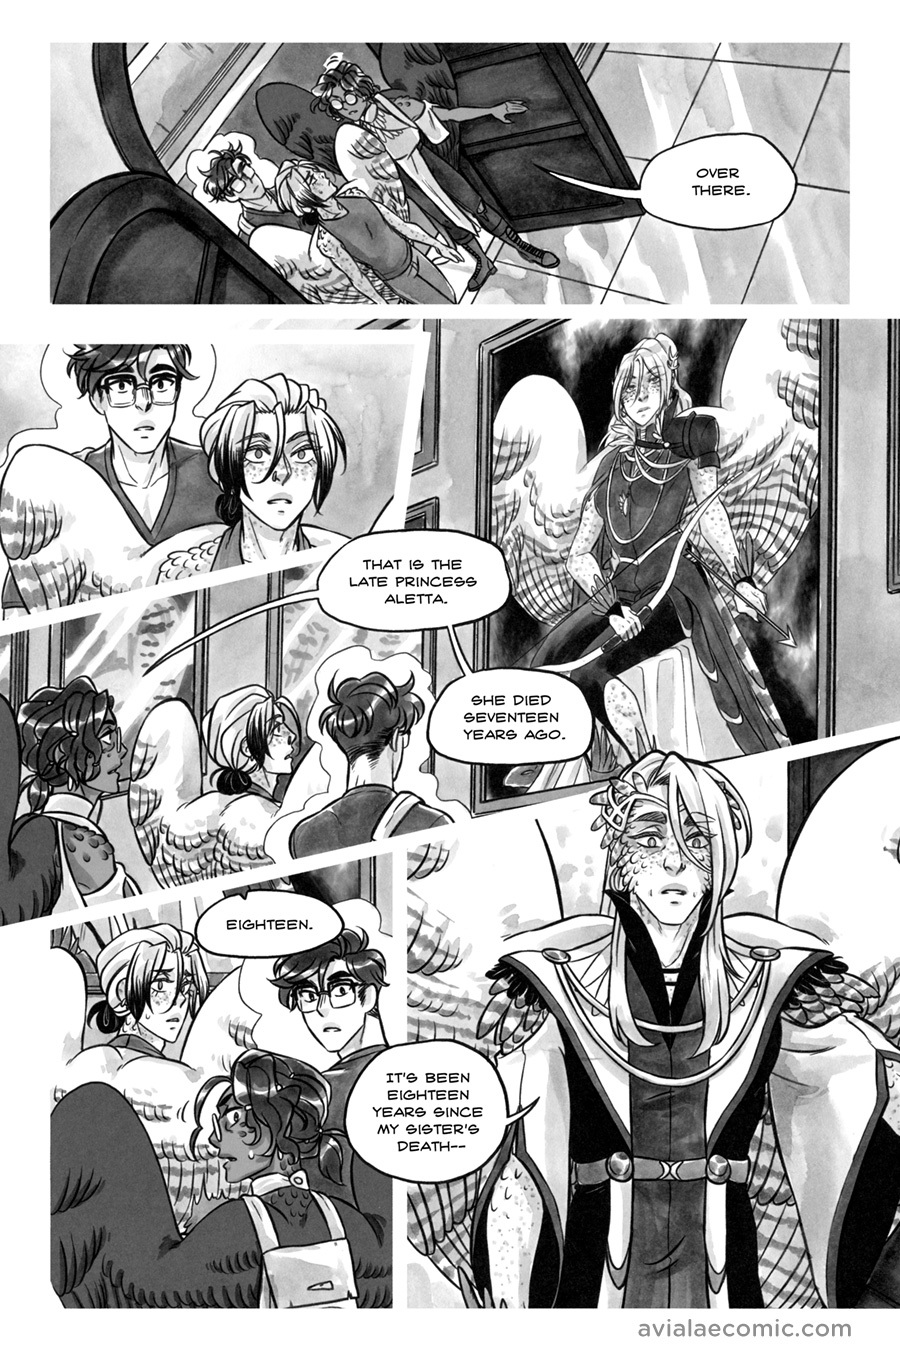 OVER
THERE.
THAT IS THE
LATE PRINCESS
ALETTA.
SHE DIED
SEVENTEEN
YEARS AGO.
EIGHTEEN.
IT'S BEEN
EIGHTEEN
YEARS SINCE
MY SISTER'S
DEATH--
avialaecomic.com